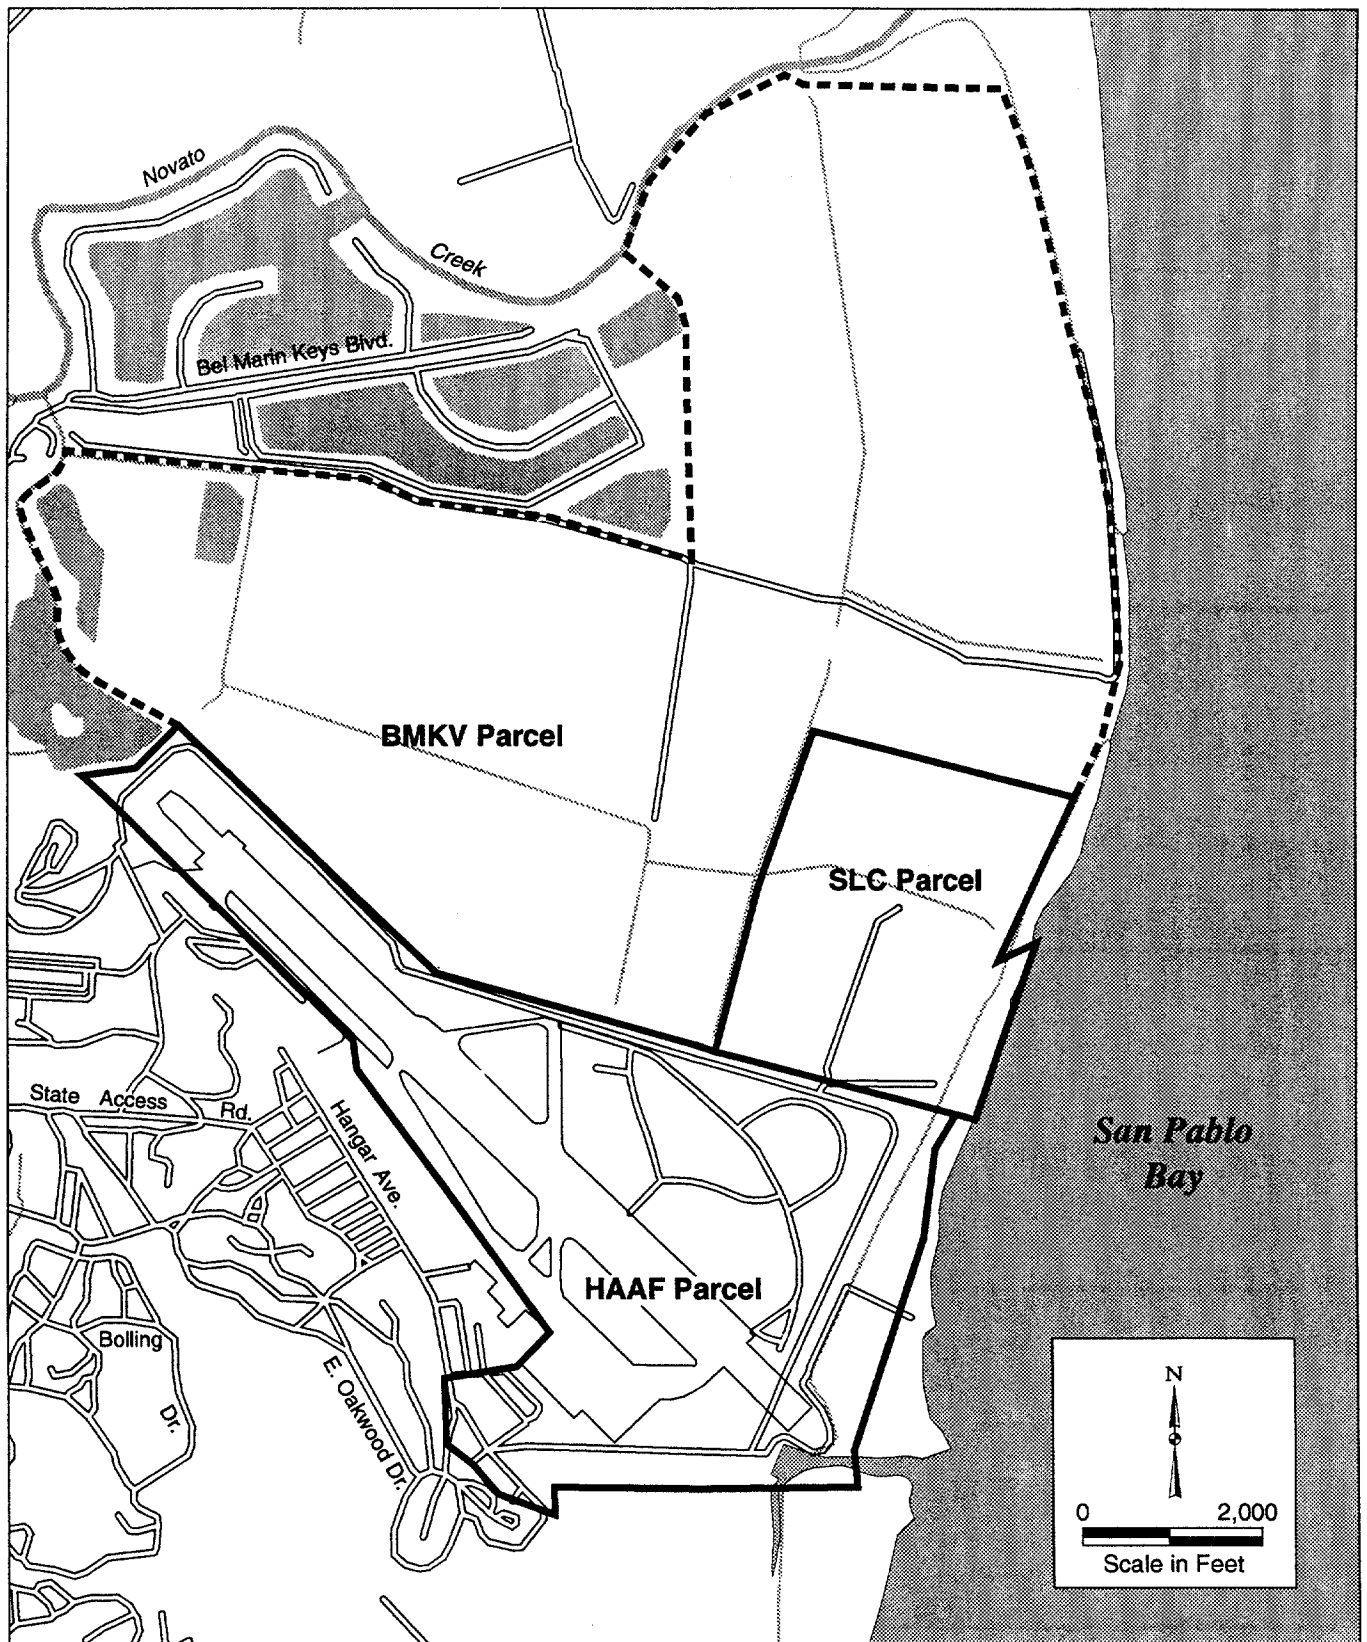 Novato
Creek
Bel Marin Keys Blvd.
BMKV Parcel
SLC Parcel
State Access Rd.
Hangar Ave.
San Pablo
Bay
HAAF Parcel
Bolling
Dr.
E. Oakwood Dr.
N
0 2,000
Scale in Feet